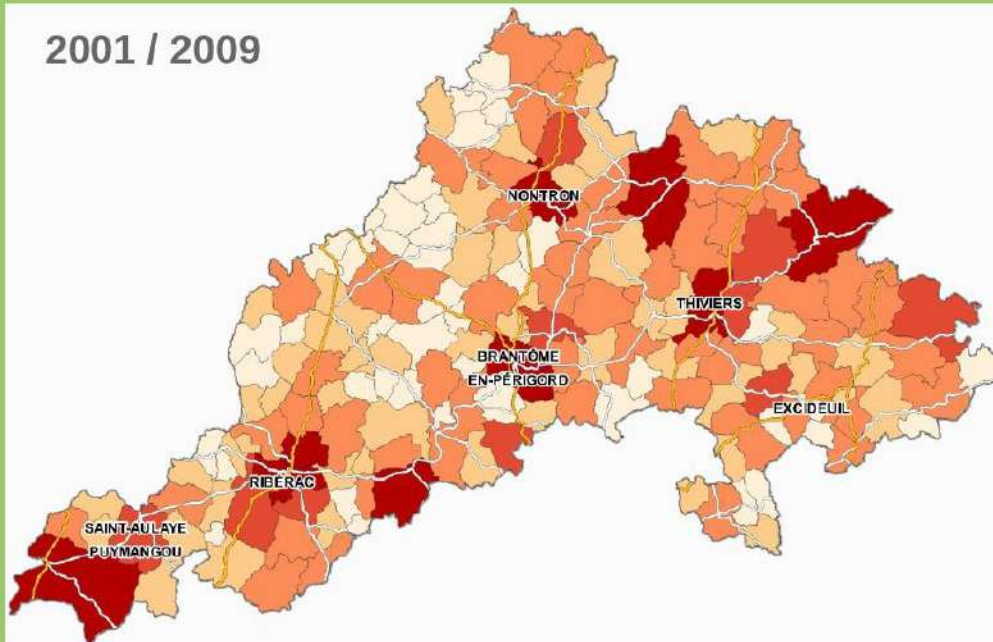 2001 / 2009
NONTRON
THIVIERS
BRANTÔME
EN-PÉRIGORD
EXCIDEUIL
RIBÉRAC
SAINT-AULAYE
PUYMANGOU